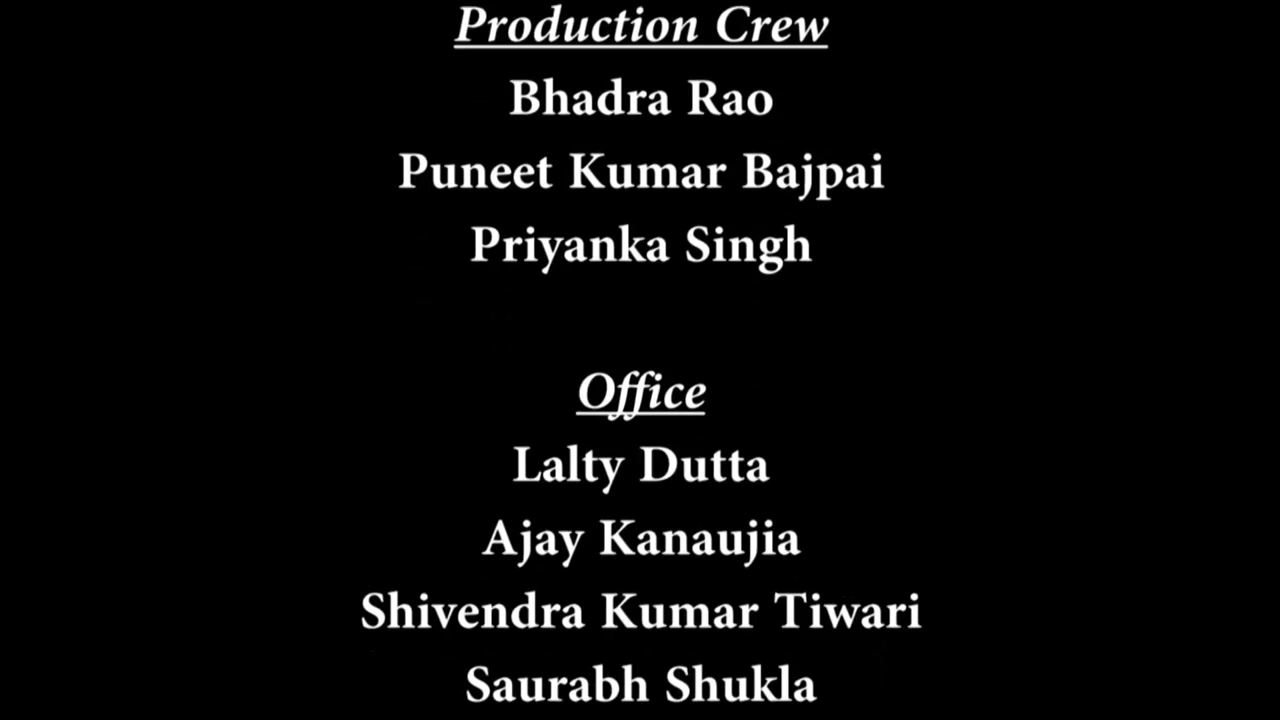 Production Crew
Bhadra Rao
Puneet Kumar Bajpai
Priyanka Singh
Office
Lalty Dutta
Ajay Kanaujia
Shivendra Kumar Tiwari
Saurabh Shukla